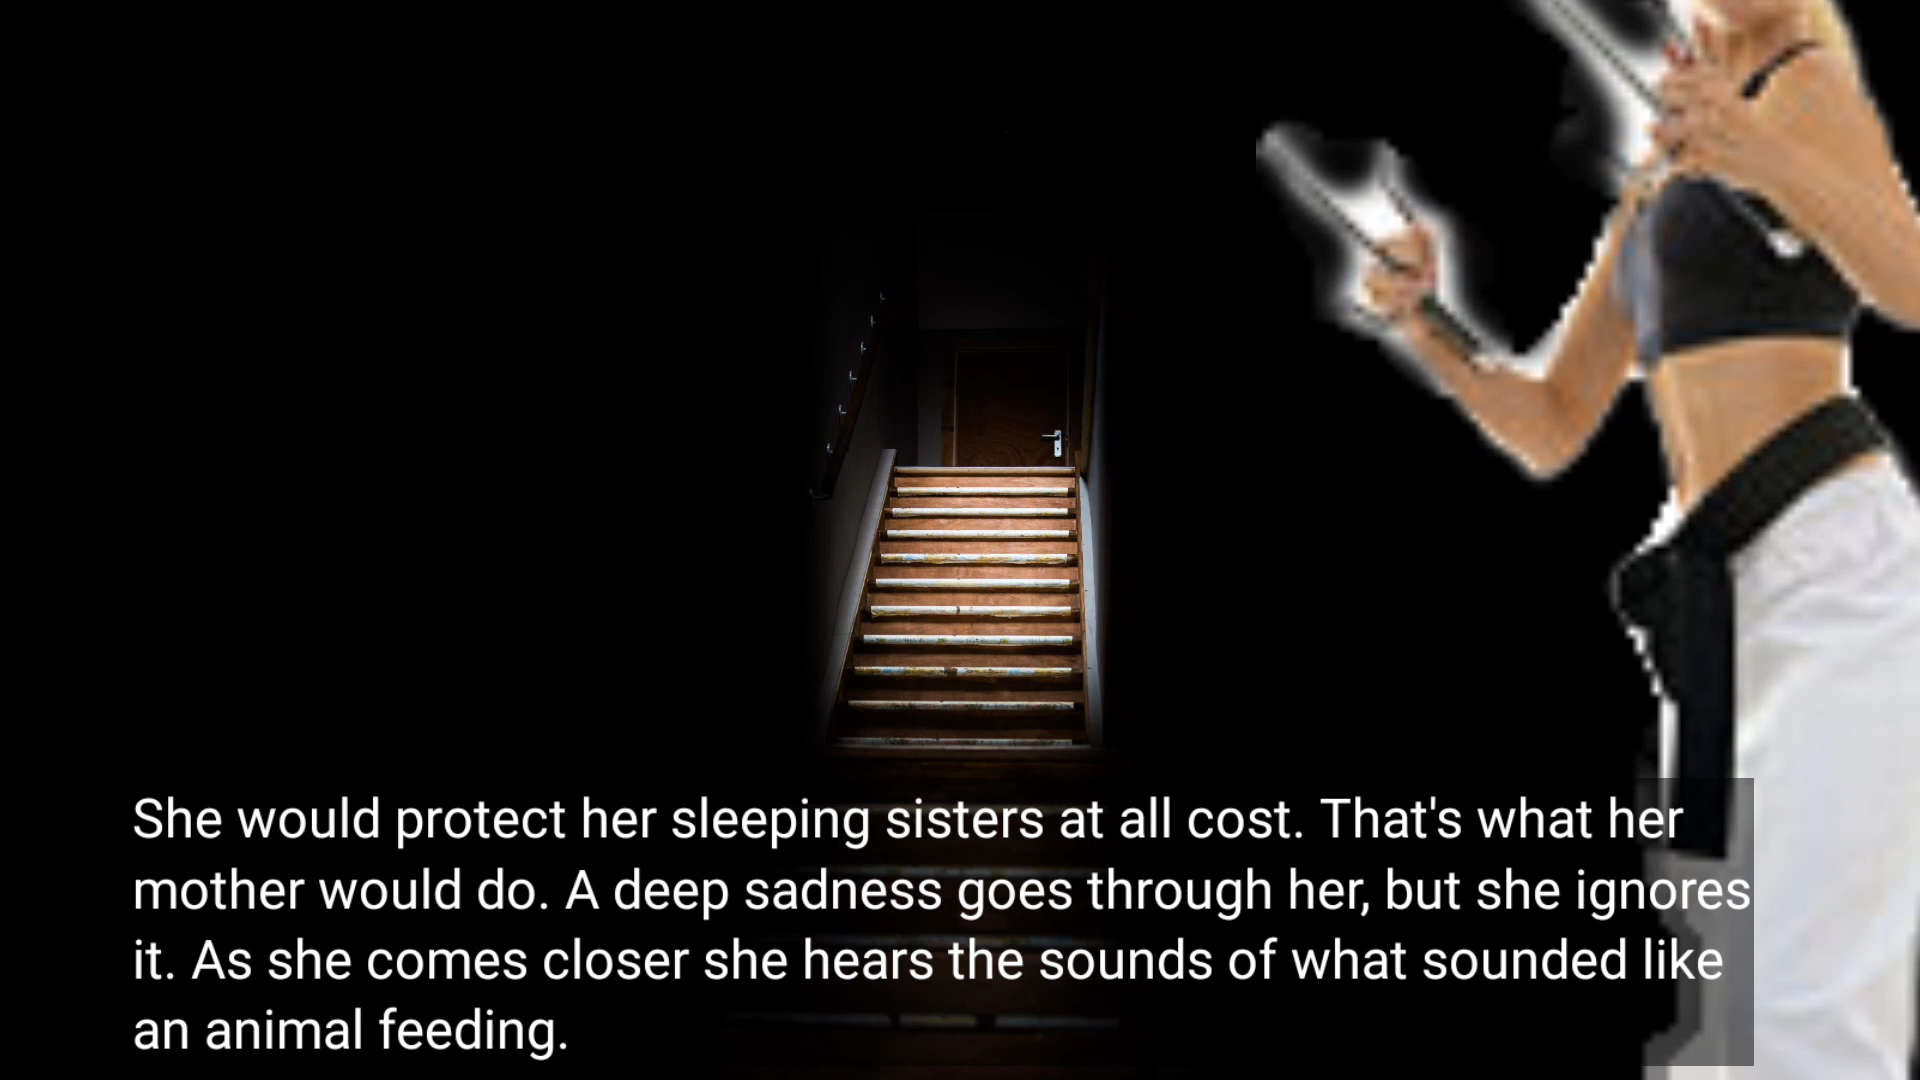 She would protect her sleeping sisters at all cost. That's what her
mother would do. A deep sadness goes through her, but she ignores
it. As she comes closer she hears the sounds of what sounded like
an animal feeding.